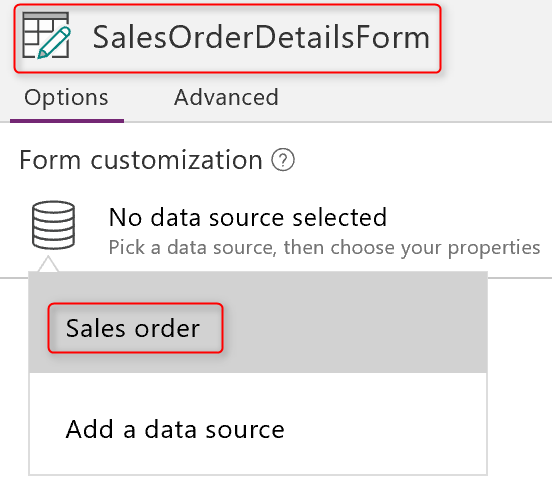 SalesOrderDetailsForm
Options Advanced
Form customization ?
No data source selected
Pick a data source, then choose your properties
Sales order
Add a data source